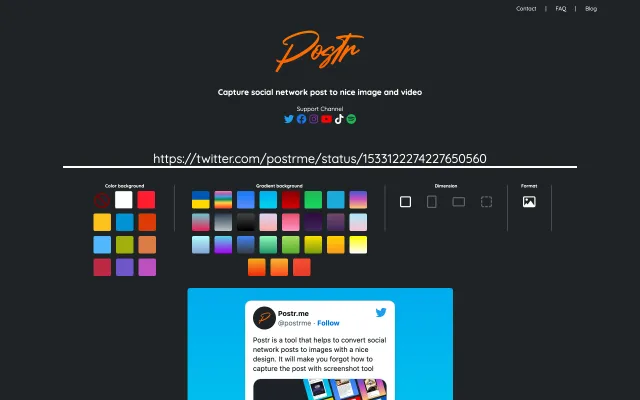 Contact | FAQ | Blog
Postr
Capture social network post to nice image and video
Support Channel
https://twitter.com/postrme/status/1533122274227650560
Color background
Gradient background
Dimension
Format
Postr.me
@postrme · Follow
Postr is a tool that helps to convert social
network posts to images with a nice
design. It will make you forgot how to
capture the post with screenshot tool